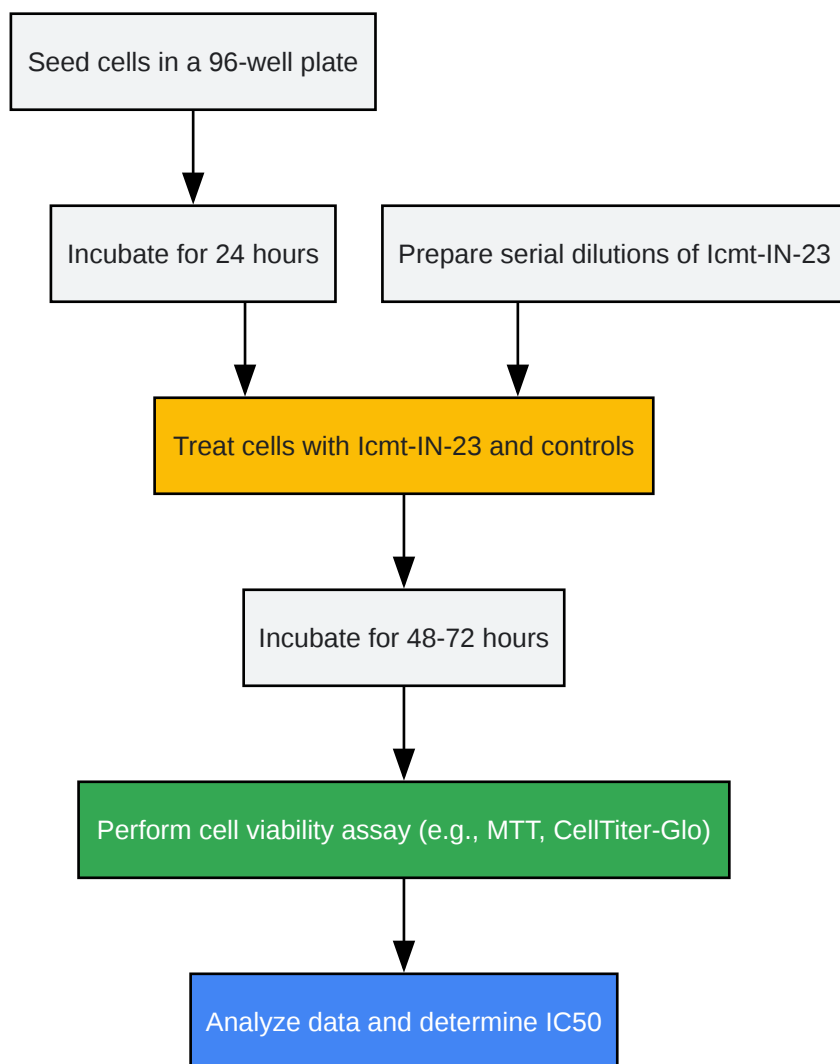 Seed cells in a 96-well plate
Incubate for 24 hours
Prepare serial dilutions of Icmt-IN-23
Treat cells with Icmt-IN-23 and controls
Incubate for 48-72 hours
Perform cell viability assay (e.g., MTT, CellTiter-Glo)
Analyze data and determine IC50